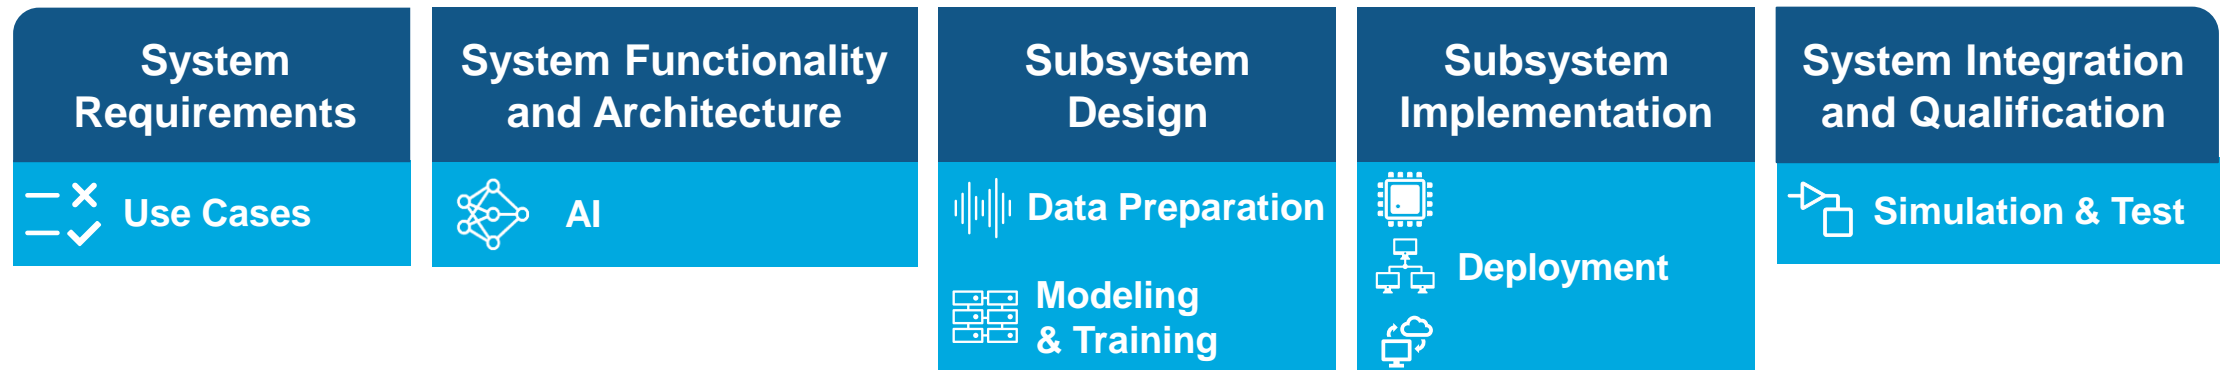 System
Requirements
Use Cases
System Functionality
and Architecture
AI
Subsystem
Design
Data Preparation
Modeling
& Training
Subsystem
Implementation
Deployment
System Integration
and Qualification
Simulation & Test